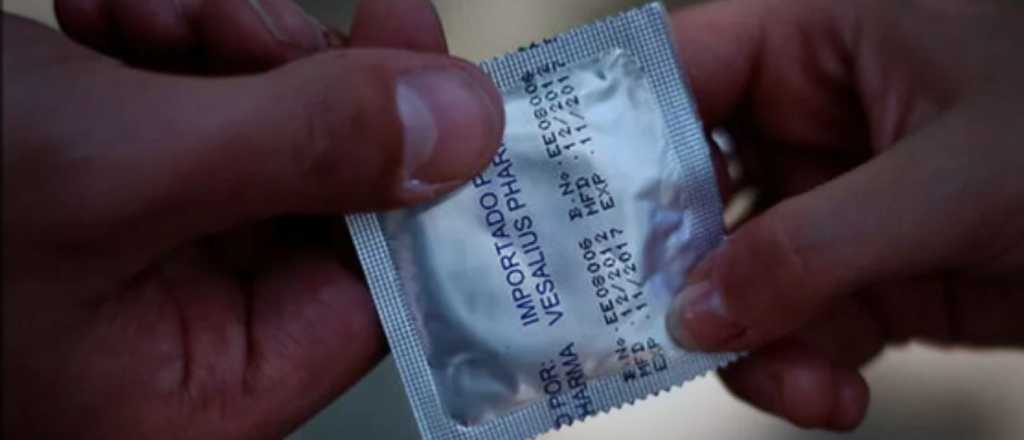 IMPORTADO P
VESALIUS PHAR
B.No .EE08006
MFD .12/2012
EXP .11/2017
O POR:
HARMA
B.No .EE08006
MFD .12/2012
EXP .11/2017